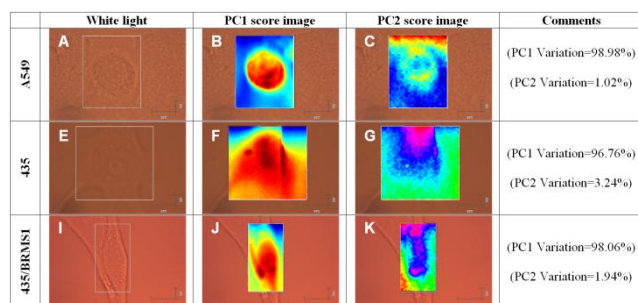 White light PC1 score image PC2 score image Comments
A549 A B C (PC1 Variation=98.98%)
(PC2 Variation=1.02%)
435 E F G (PC1 Variation=96.76%)
(PC2 Variation=3.24%)
435/BRMS1 I J K (PC1 Variation=98.06%)
(PC2 Variation=1.94%)